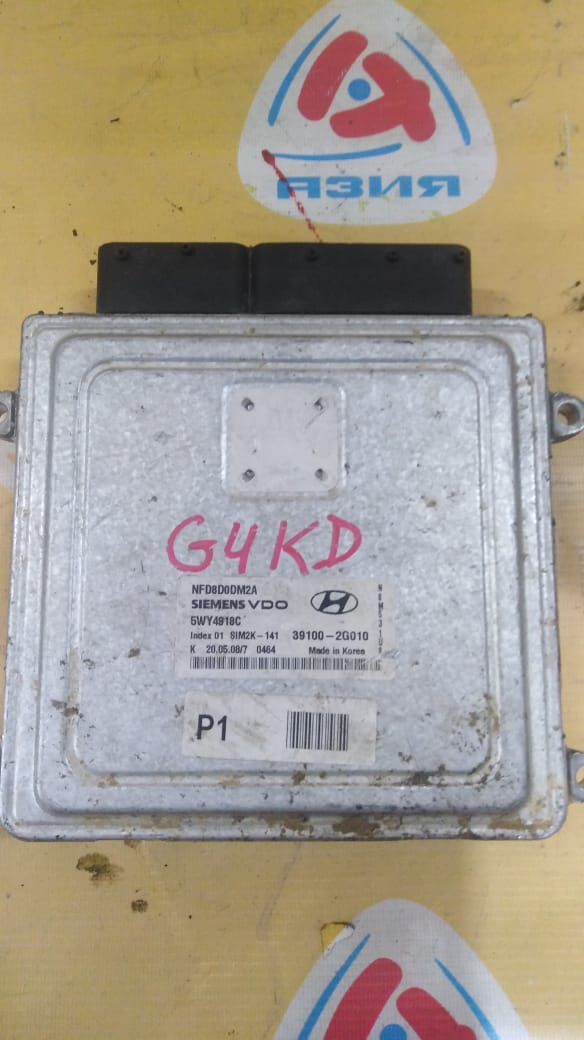 АЗИЯ
G4KD
NFD8D0DM2A
SIEMENS VDO
5WY4918C
Index 01 SIM2K-141 39100-2G010
K 20.05.08/7 0464 Made in Korea
P1